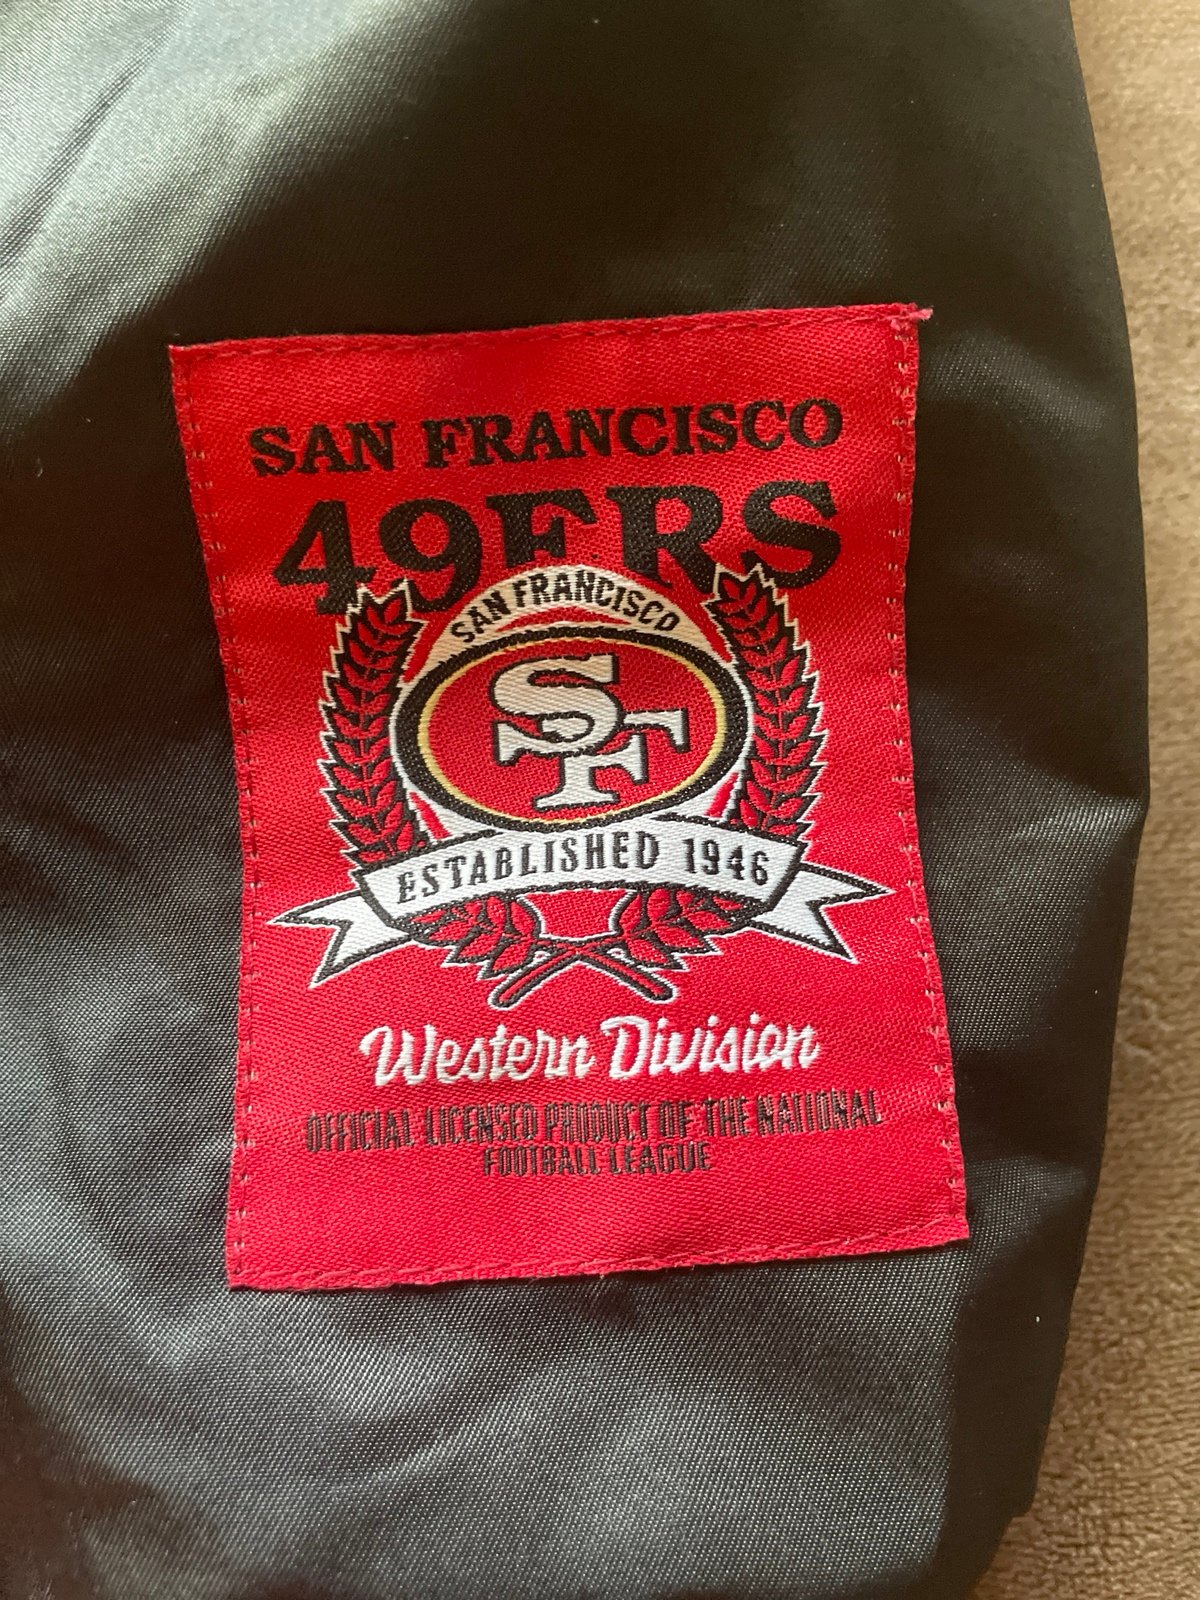 SAN FRANCISCO
49ERS
SAN FRANCISCO
SF
ESTABLISHED 1946
Western Division
OFFICIAL LICENSED PRODUCT OF THE NATIONAL
FOOTBALL LEAGUE